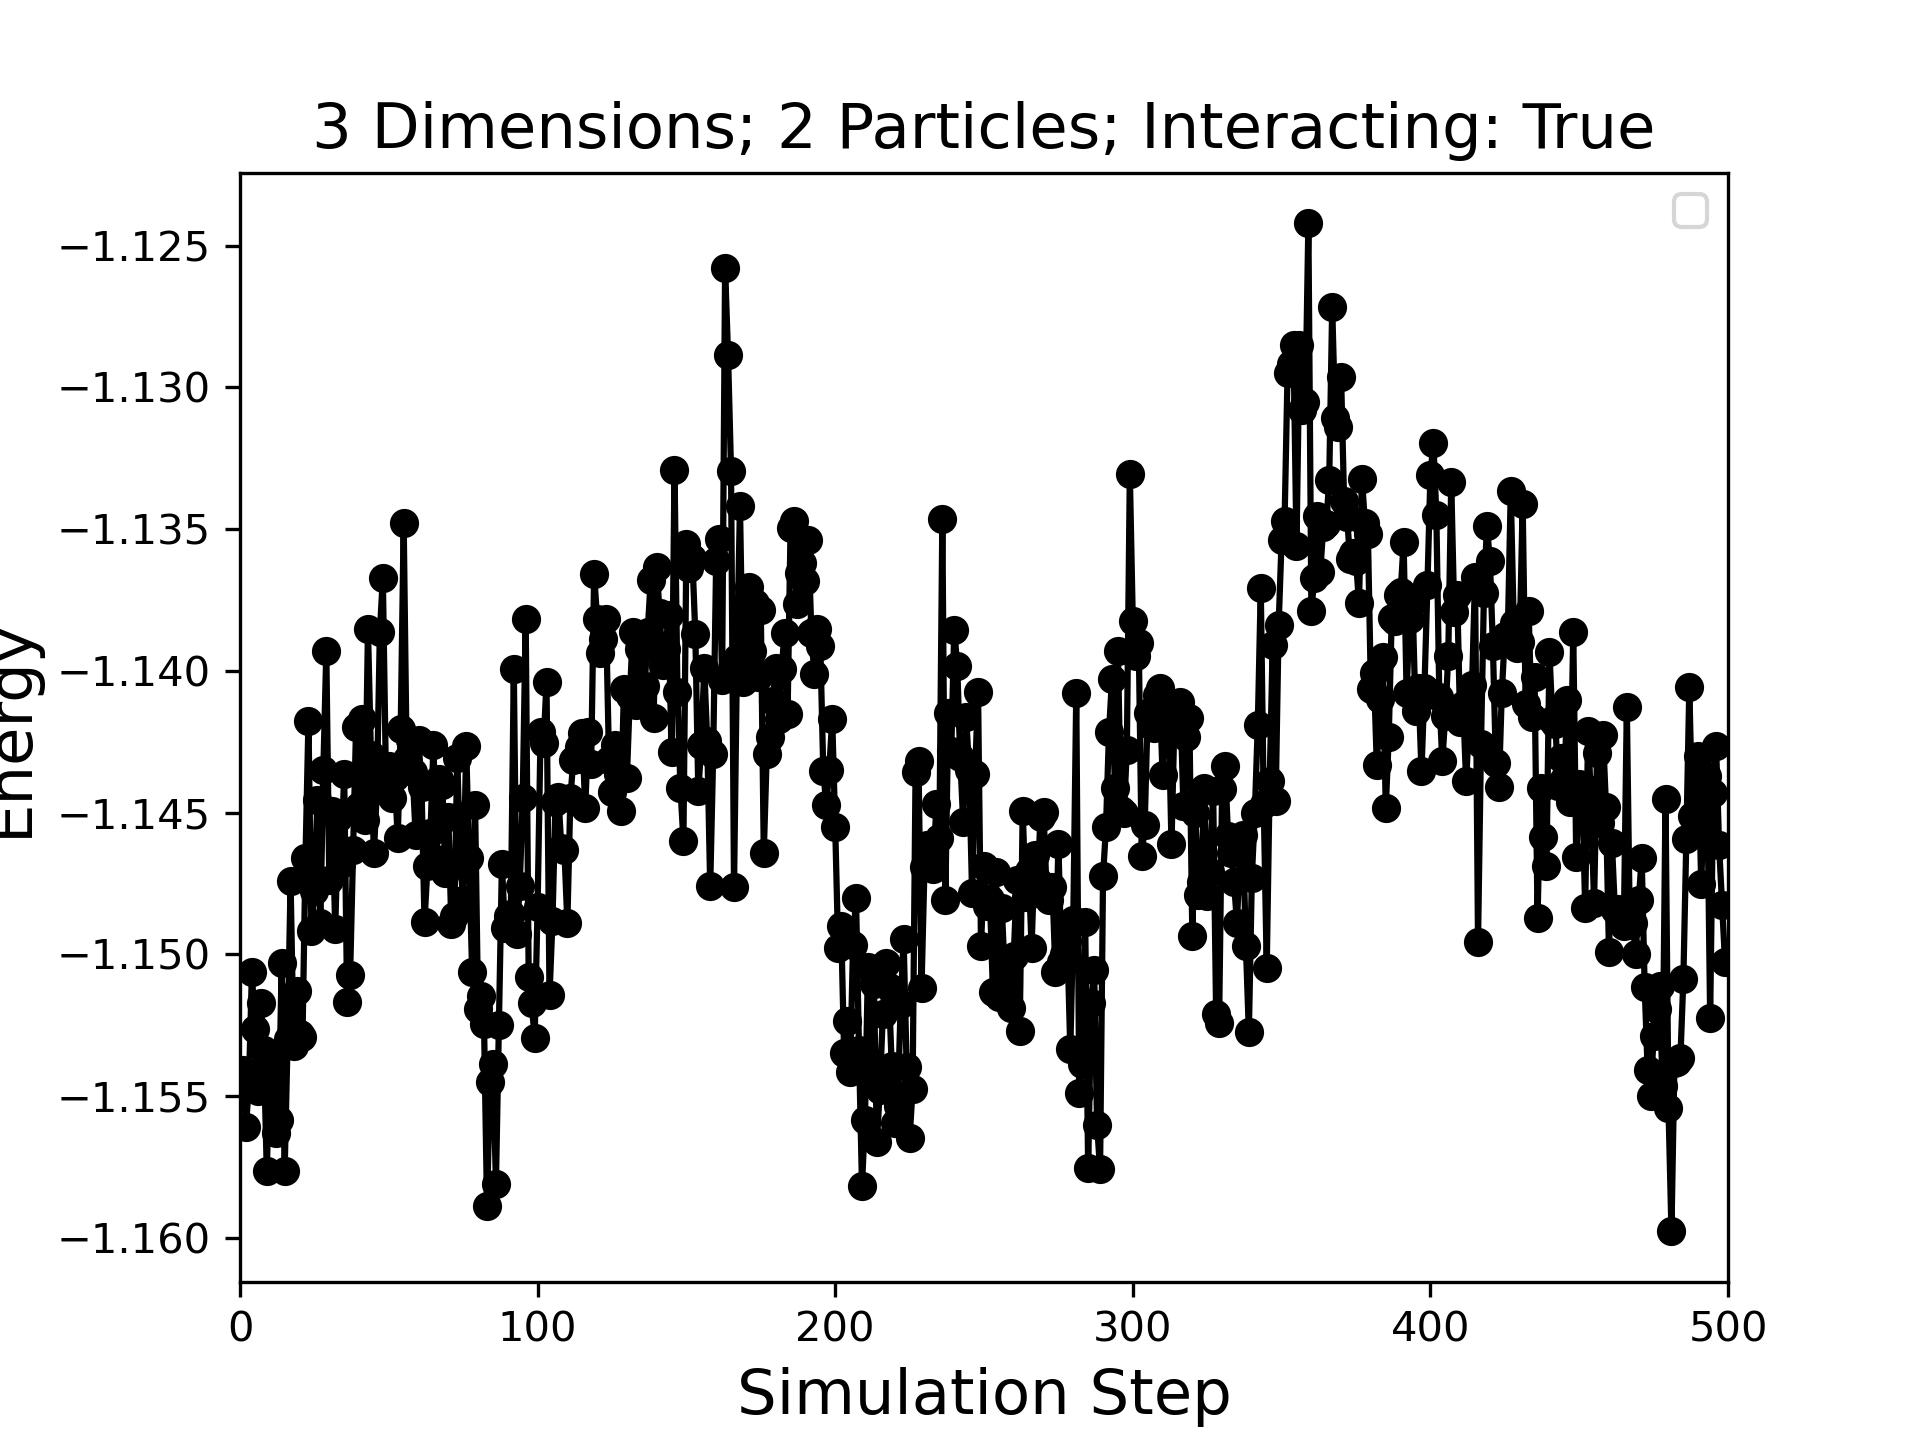 3 Dimensions; 2 Particles; Interacting: True
Energy
−1.125
−1.130
−1.135
−1.140
−1.145
−1.150
−1.155
−1.160
0 100 200 300 400 500
Simulation Step